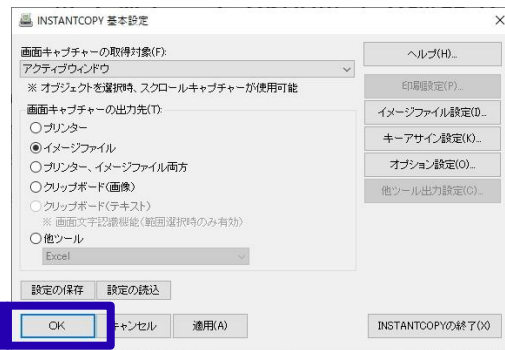 INSTANTCOPY 基本設定
画面キャプチャーの取得対象(F):
アクティブウィンドウ
※ オブジェクトを選択時、スクロールキャプチャーが使用可能
画面キャプチャーの出力先(T):
プリンター
イメージファイル
プリンター、イメージファイル両方
クリップボード(画像)
クリップボード(テキスト)
※ 画面文字認識機能(範囲選択時のみ有効)
他ツール
Excel
設定の保存 設定の読込
OK ャンセル 適用(A)
ヘルプ(H)...
印刷設定(P)...
イメージファイル設定(I)...
キーアサイン設定(K)...
オプション設定(O)...
他ツール出力設定(C)...
INSTANTCOPYの終了(X)